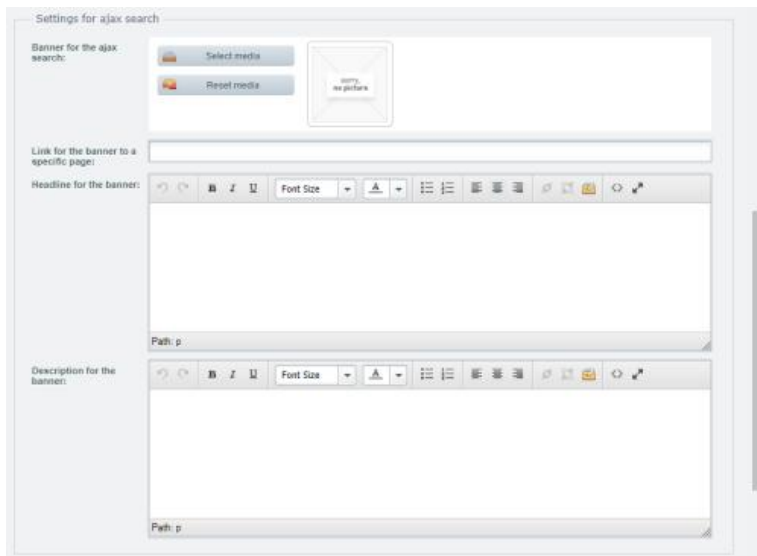 Settings for ajax search
Banner for the ajax
search:
Select media
Reset media
sorry,
no picture
Link for the banner to a
specific page:
Headline for the banner:
B I U Font Size A
Path: p
Description for the
banner:
B I U Font Size A
Path: p